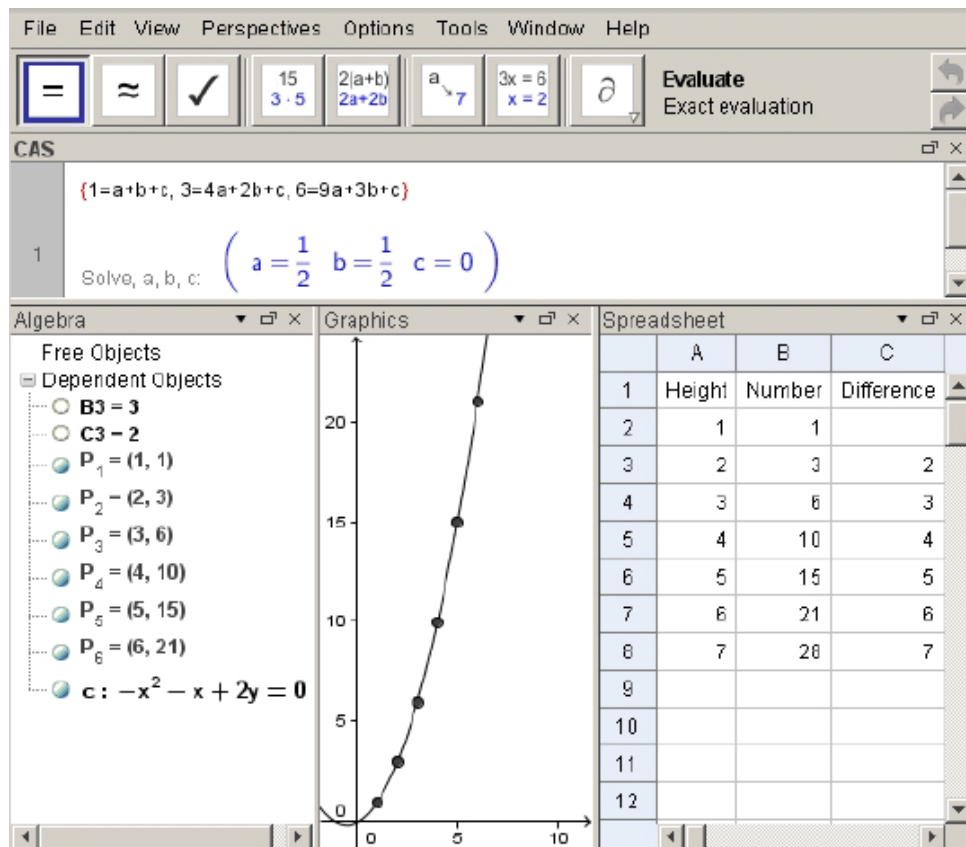 File Edit View Perspectives Options Tools Window Help
=
≈
✓
15
3 · 5
2(a+b)
2a+2b
a
7
3x = 6
x = 2
∂
Evaluate
Exact evaluation
CAS
1
{1=a+b+c, 3=4a+2b+c, 6=9a+3b+c}
Solve, a, b, c: ( a = 1/2 b = 1/2 c = 0 )
Algebra
Free Objects
Dependent Objects
B3 = 3
C3 = 2
P₁ = (1, 1)
P₂ = (2, 3)
P₃ = (3, 6)
P₄ = (4, 10)
P₅ = (5, 15)
P₆ = (6, 21)
c : −x² − x + 2y = 0
Graphics
20
15
10
5
0
0 5 10
Spreadsheet
A B C
1 Height Number Difference
2 1 1
3 2 3 2
4 3 6 3
5 4 10 4
6 5 15 5
7 6 21 6
8 7 28 7
9
10
11
12